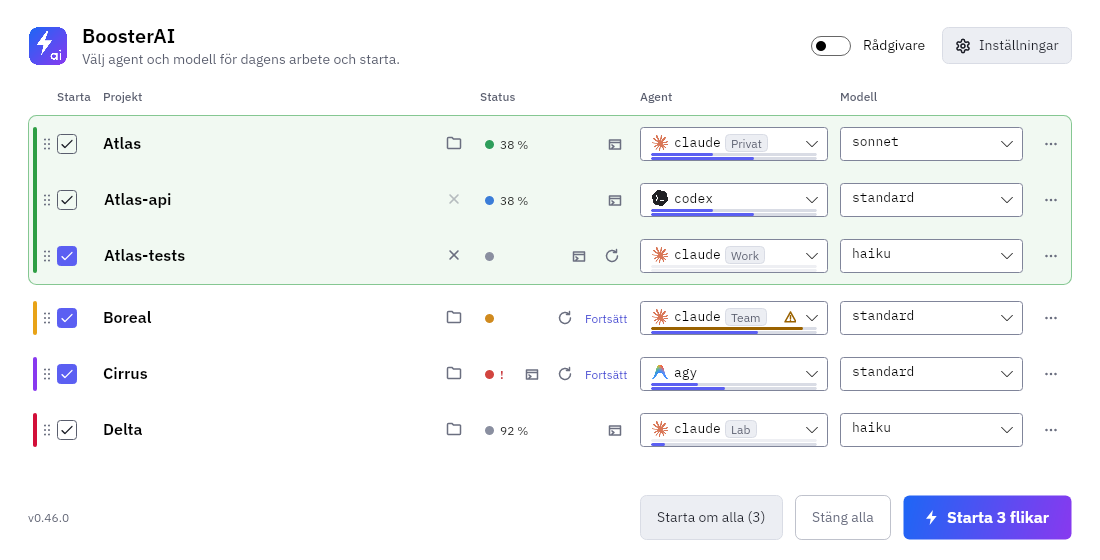 ai
BoosterAI
Välj agent och modell för dagens arbete och starta.
Rådgivare
Inställningar
Starta Projekt Status Agent Modell
Atlas 38 % claude Privat sonnet
Atlas-api 38 % codex standard
Atlas-tests claude Work haiku
Boreal Fortsätt claude Team standard
Cirrus ! Fortsätt agy standard
Delta 92 % claude Lab haiku
v0.46.0 Starta om alla (3) Stäng alla Starta 3 flikar